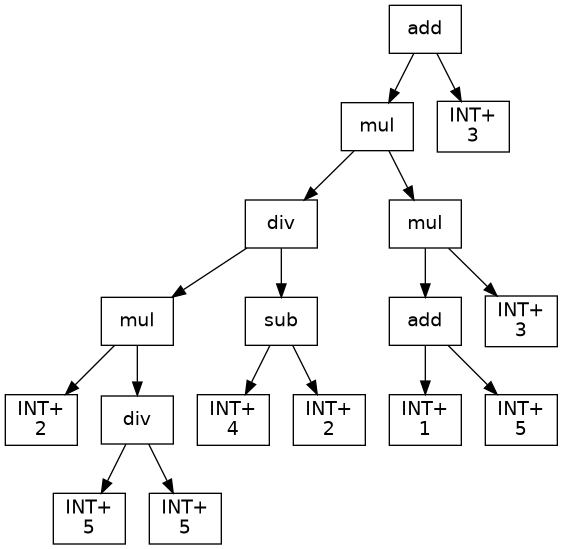 add
mul
INT+
3
div
mul
mul
sub
add
INT+
3
INT+
2
div
INT+
4
INT+
2
INT+
1
INT+
5
INT+
5
INT+
5